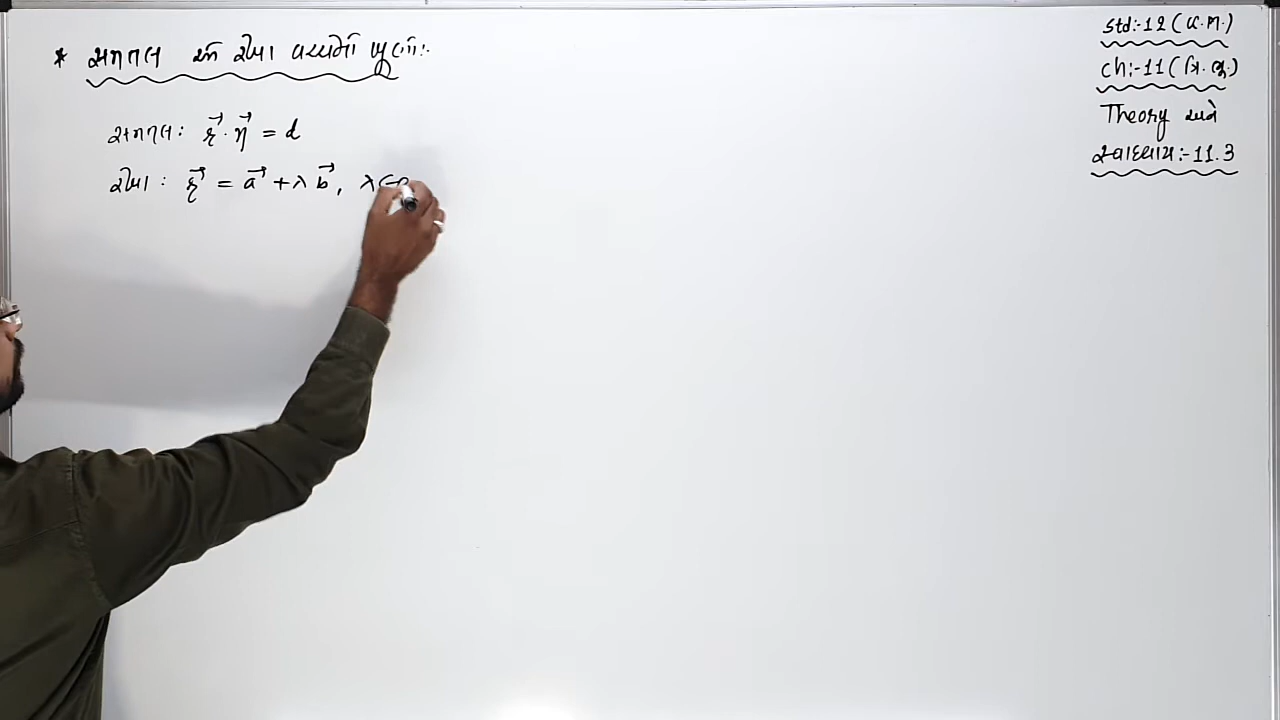 * સમતલ અને રેખા વચ્ચેનો ખૂણો:-
સમતલ: r⃗ · n⃗ = d
રેખા: r⃗ = a⃗ + λ b⃗, λ∈
Std:-12 (
Ch:-11 (ત્રિ. ભૂ.)
Theory અને
સ્વાધ્યાય:-11.3